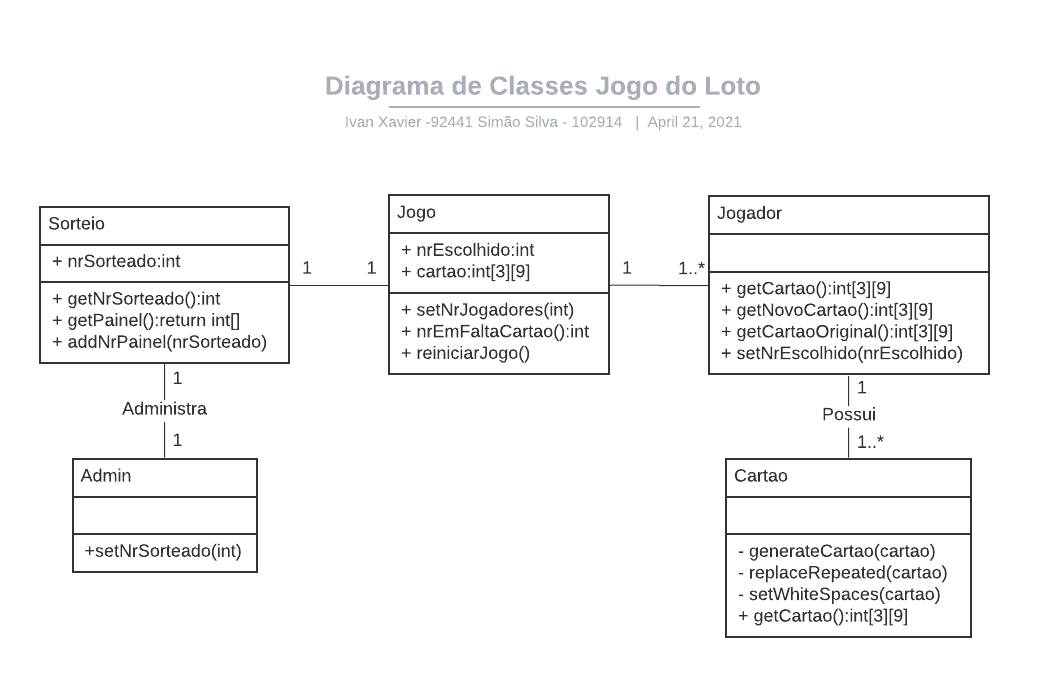 Diagrama de Classes Jogo do Loto
Ivan Xavier -92441 Simão Silva - 102914 | April 21, 2021
Sorteio
+ nrSorteado:int
+ getNrSorteado():int
+ getPainel():return int[]
+ addNrPainel(nrSorteado)
1
1
Jogo
+ nrEscolhido:int
+ cartao:int[3][9]
+ setNrJogadores(int)
+ nrEmFaltaCartao():int
+ reiniciarJogo()
1
1..*
Jogador
+ getCartao():int[3][9]
+ getNovoCartao():int[3][9]
+ getCartaoOriginal():int[3][9]
+ setNrEscolhido(nrEscolhido)
1
Administra
1
Admin
+setNrSorteado(int)
1
Possui
1..*
Cartao
- generateCartao(cartao)
- replaceRepeated(cartao)
- setWhiteSpaces(cartao)
+ getCartao():int[3][9]